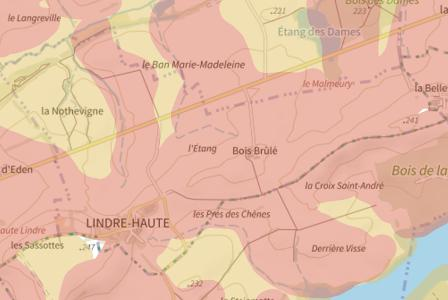 le Langreville
221
Bois des Dames
223
Étang des Dames
le Ban Marie-Madeleine
le Malmeury
la Belle
la Nothevigne
241
l'Étang
Bois Brûlé
d'Eden
Bois de la
la Croix Saint-André
LINDRE-HAUTE
les Prés des Chênes
aute Lindre
les Sassottes
247
Derrière Visse
232